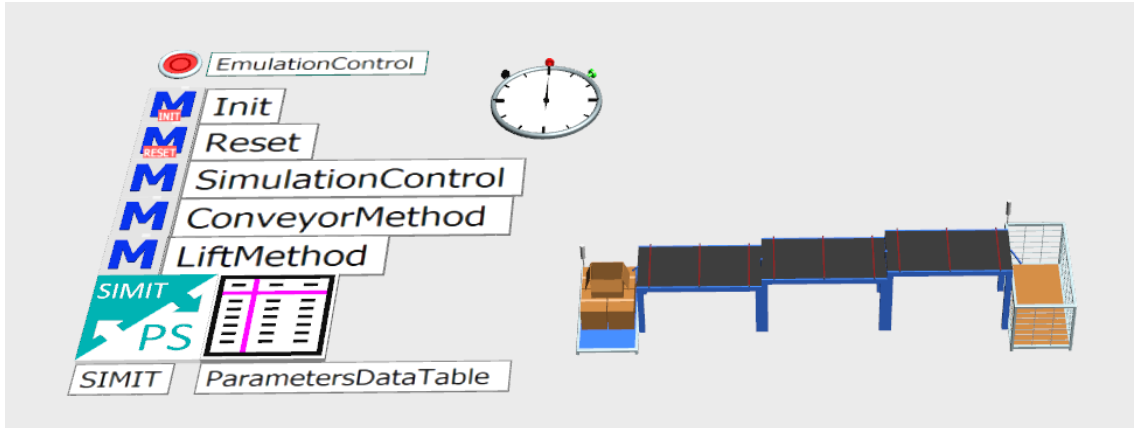 EmulationControl
INIT
Init
RESET
Reset
M
SimulationControl
M
ConveyorMethod
M
LiftMethod
SIMIT
PS
SIMIT
ParametersDataTable